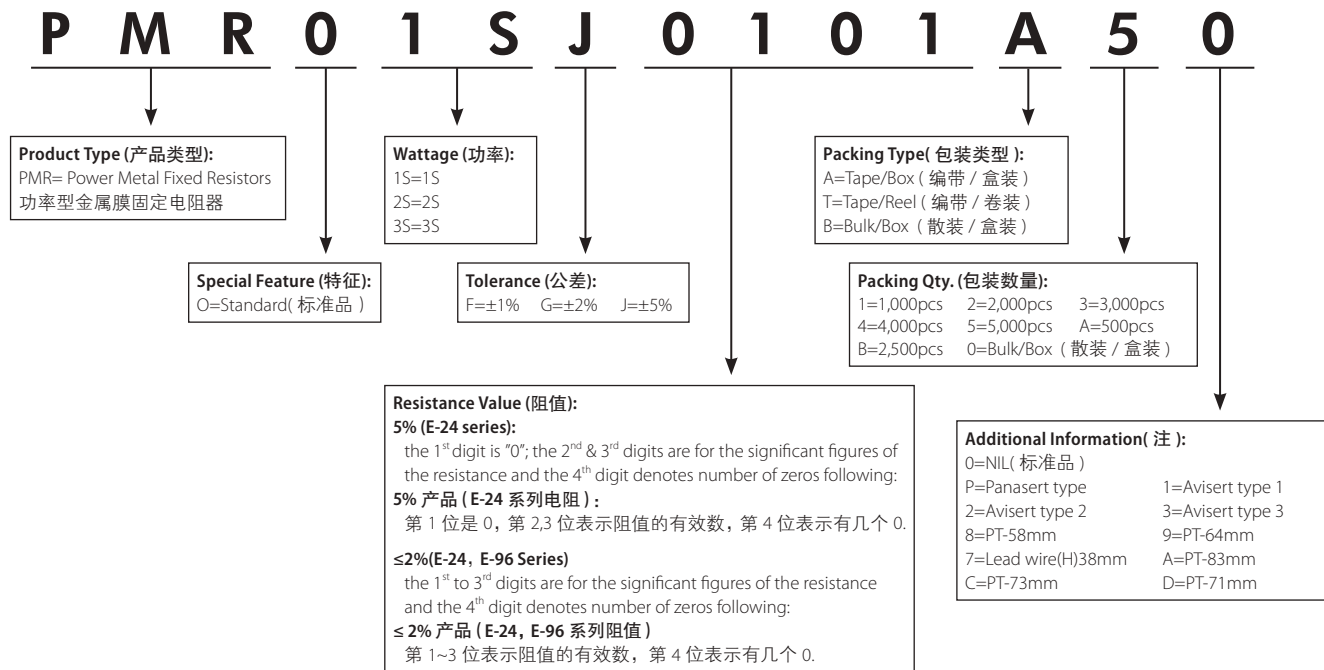 P M R 0 1 S J 0 1 0 1 A 5 0
Product Type (产品类型):
PMR= Power Metal Fixed Resistors
功率型金属膜固定电阻器
Wattage (功率):
1S=1S
2S=2S
3S=3S
Packing Type( 包装类型 ):
A=Tape/Box ( 编带 / 盒装 )
T=Tape/Reel ( 编带 / 卷装 )
B=Bulk/Box ( 散装 / 盒装 )
Special Feature (特征):
O=Standard( 标准品 )
Tolerance (公差):
F=±1% G=±2% J=±5%
Packing Qty. (包装数量):
1=1,000pcs 2=2,000pcs 3=3,000pcs
4=4,000pcs 5=5,000pcs A=500pcs
B=2,500pcs 0=Bulk/Box ( 散装 / 盒装 )
Resistance Value (阻值):
5% (E-24 series):
the 1st digit is "0"; the 2nd & 3rd digits are for the significant figures of
the resistance and the 4th digit denotes number of zeros following:
5% 产品 ( E-24 系列电阻 ) :
第 1 位是 0, 第 2,3 位表示阻值的有效数, 第 4 位表示有几个 0.
≤2%(E-24, E-96 Series)
the 1st to 3rd digits are for the significant figures of the resistance
and the 4th digit denotes number of zeros following:
≤ 2% 产品 ( E-24, E-96 系列阻值 )
第 1~3 位表示阻值的有效数, 第 4 位表示有几个 0.
Additional Information( 注 ):
0=NIL( 标准品 )
P=Panasert type 1=Avisert type 1
2=Avisert type 2 3=Avisert type 3
8=PT-58mm 9=PT-64mm
7=Lead wire(H)38mm A=PT-83mm
C=PT-73mm D=PT-71mm